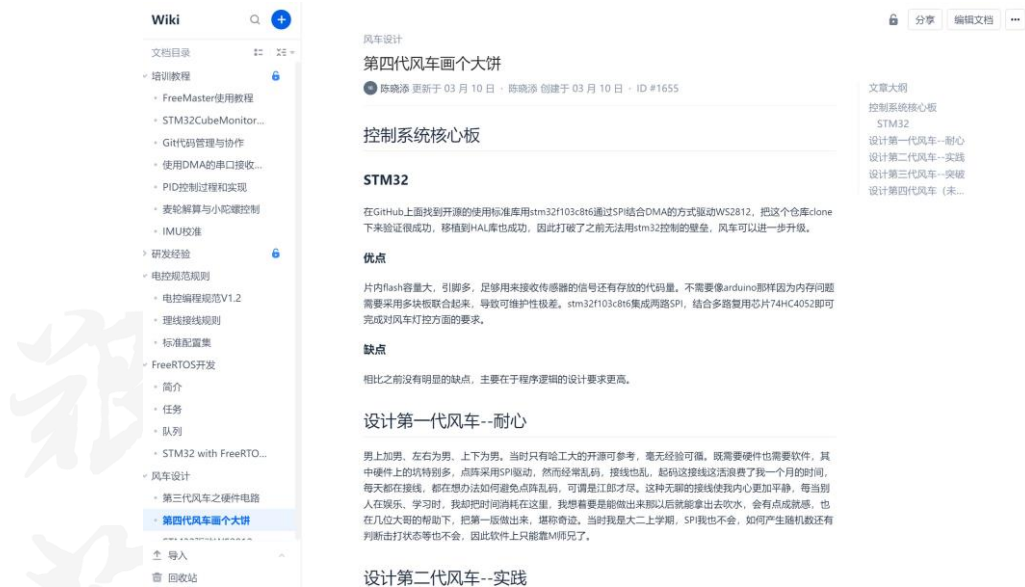 Wiki
文档目录
培训教程
FreeMaster使用教程
STM32CubeMonitor...
Git代码管理与协作
使用DMA的串口接收...
PID控制过程和实现
麦轮解算与小陀螺控制
IMU校准
研发经验
电控规范规则
电控编程规范V1.2
理线接线规则
标准配置集
FreeRTOS开发
简介
任务
队列
STM32 with FreeRTO...
风车设计
第三代风车之硬件电路
第四代风车画个大饼
导入
回收站
分享
编辑文档
风车设计
第四代风车画个大饼
陈晓添 更新于 03 月 10 日 · 陈晓添 创建于 03 月 10 日 · ID #1655
控制系统核心板
STM32
在GitHub上面找到开源的使用标准库用stm32f103c8t6通过SPI结合DMA的方式驱动WS2812，把这个仓库clone
下来验证很成功，移植到HAL库也成功，因此打破了之前无法用stm32控制的壁垒，风车可以进一步升级。
优点
片内flash容量大，引脚多，足够用来接收传感器的信号还有存放的代码量。不需要像arduino那样因为内存问题
需要采用多块板联合起来，导致可维护性极差。stm32f103c8t6集成两路SPI，结合多路复用芯片74HC4052即可
完成对风车灯控方面的要求。
缺点
相比之前没有明显的缺点，主要在于程序逻辑的设计要求更高。
设计第一代风车--耐心
男上加男、左右为男、上下为男。当时只有哈工大的开源可参考，毫无经验可循。既需要硬件也需要软件，其
中硬件上的坑特别多，点阵采用SPI驱动，然而经常乱码，接线也乱，起码这接线这活浪费了我一个月的时间，
每天都在接线，都在想办法如何避免点阵乱码，可谓是江郎才尽。这种无聊的接线使我内心更加平静，每当别
人在娱乐、学习时，我却把时间消耗在这里，我想着要是能做出来那以后就能拿出去吹水，会有点成就感，也
在几位大哥的帮助下，把第一版做出来，堪称奇迹。当时我是大二上学期，SPI我也不会，如何产生随机数还有
判断击打状态等也不会，因此软件上只能靠M师兄了。
设计第二代风车--实践
文章大纲
控制系统核心板
STM32
设计第一代风车--耐心
设计第二代风车--实践
设计第三代风车--突破
设计第四代风车（未...